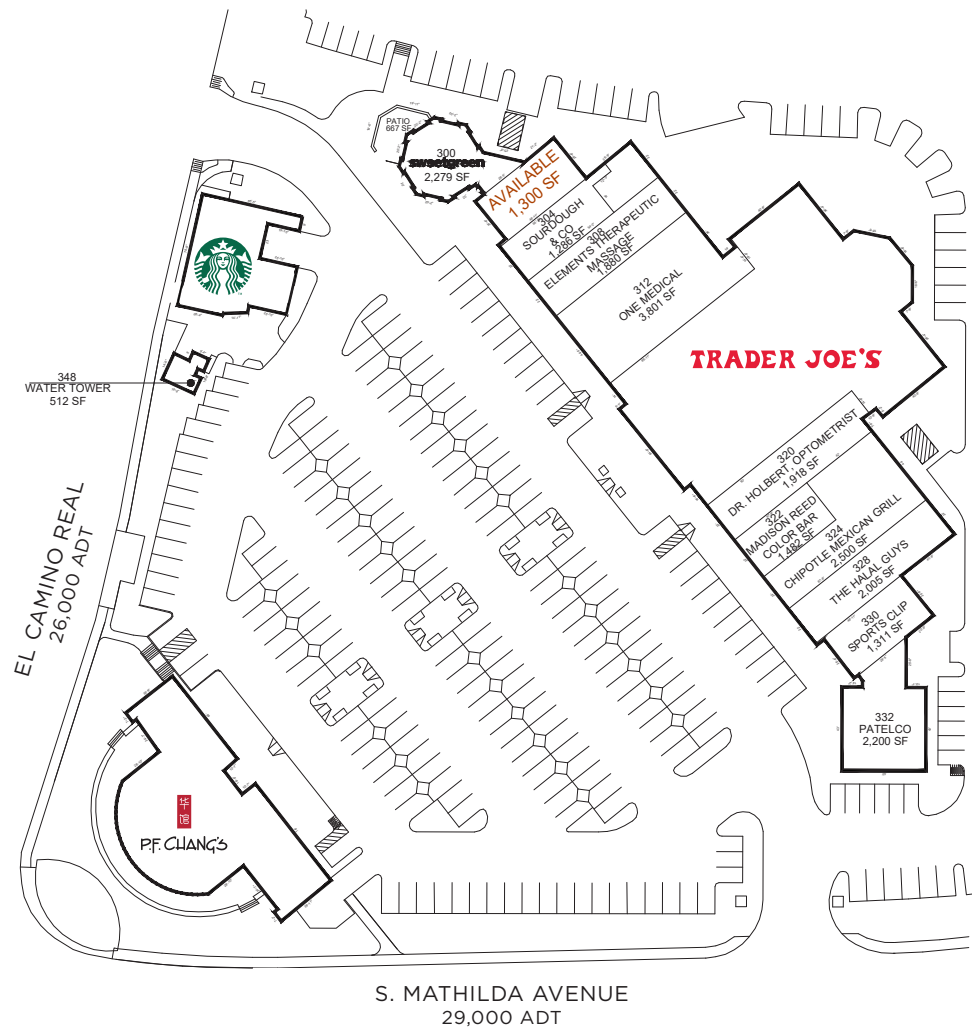 PATIO
667 SF
300
sweetgreen
2,279 SF
AVAILABLE
1,300 SF
304
SOURDOUGH
& CO
1,286 SF
308
ELEMENTS THERAPEUTIC
MASSAGE
1,880 SF
312
ONE MEDICAL
3,801 SF
TRADER JOE'S
348
WATER TOWER
512 SF
320
DR. HOLBERT, OPTOMETRIST
1,918 SF
322
MADISON REED
COLOR BAR
1,482 SF
324
CHIPOTLE MEXICAN GRILL
2,500 SF
328
THE HALAL GUYS
2,005 SF
330
SPORTS CLIP
1,311 SF
332
PATELCO
2,200 SF
EL CAMINO REAL
26,000 ADT
华
馆
P.F. CHANG'S
S. MATHILDA AVENUE
29,000 ADT